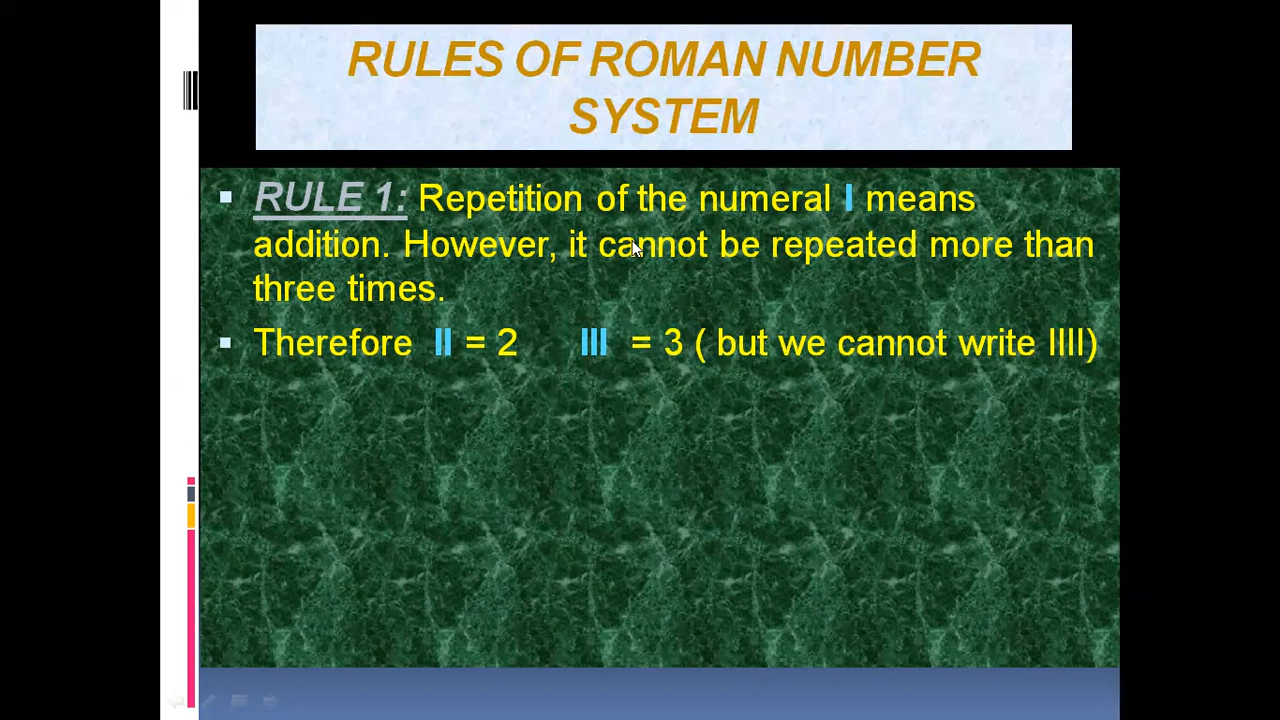 RULES OF ROMAN NUMBER
SYSTEM
RULE 1: Repetition of the numeral I means
addition. However, it cannot be repeated more than
three times.
Therefore II = 2 III = 3 ( but we cannot write IIII)